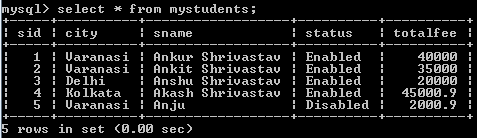 mysql> select * from mystudents;
| sid | city | sname | status | totalfee |
| 1 | Varanasi | Ankur Shrivastav | Enabled | 40000 |
| 2 | Varanasi | Ankit Shrivastav | Enabled | 35000 |
| 3 | Delhi | Anshu Shrivastav | Enabled | 20000 |
| 4 | Kolkata | Akash Shrivastav | Enabled | 45000.9 |
| 5 | Varanasi | Anju | Disabled | 2000.9 |
5 rows in set (0.00 sec)